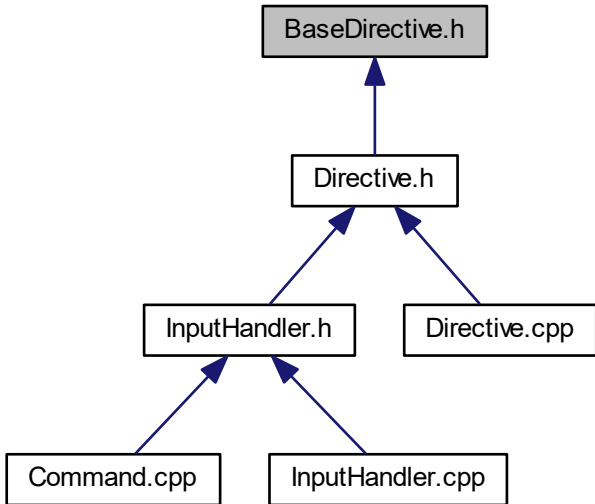 BaseDirective.h
Directive.h
InputHandler.h
Directive.cpp
Command.cpp
InputHandler.cpp